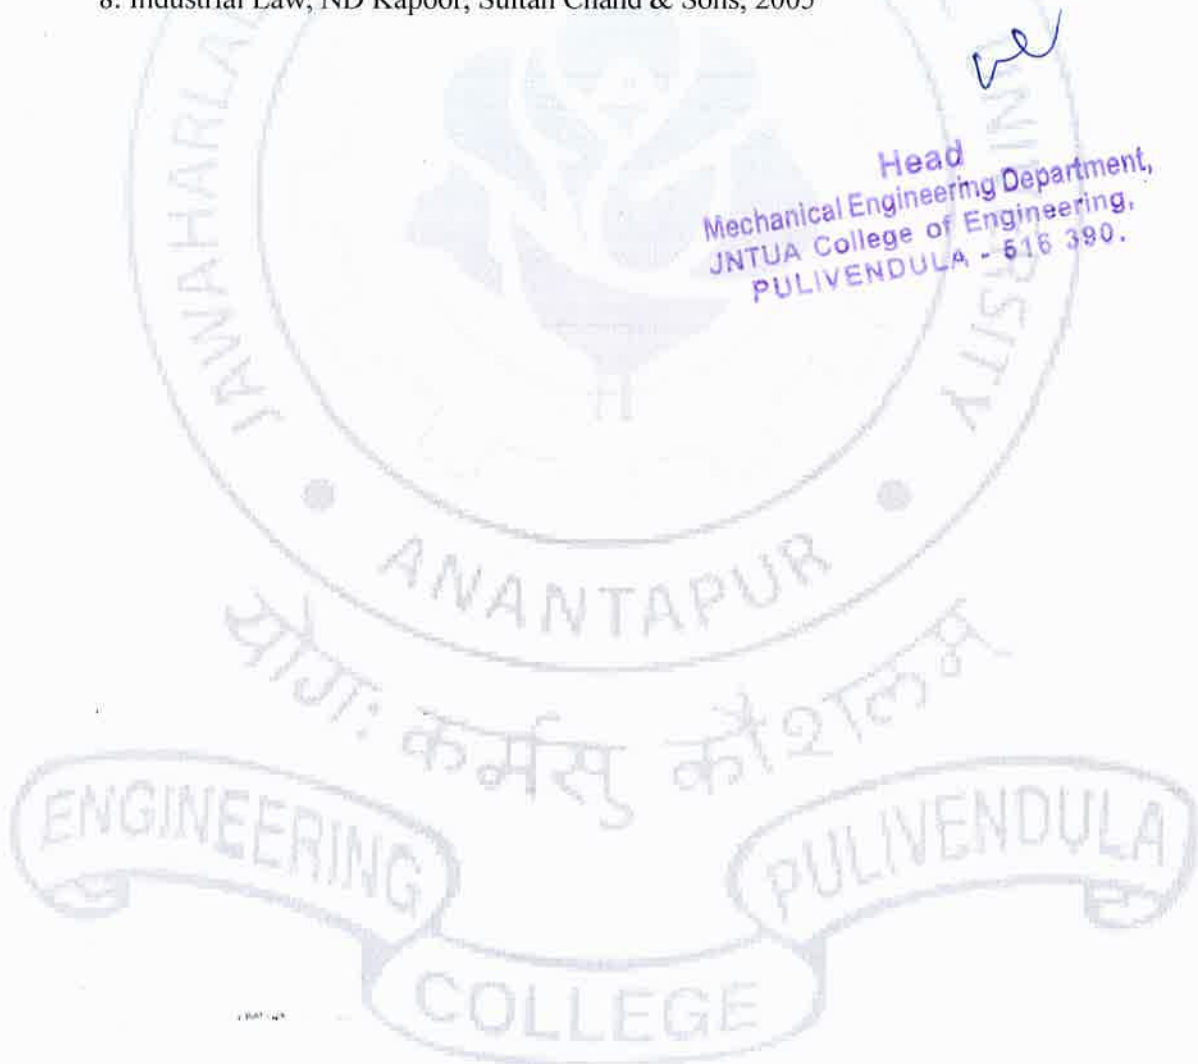 8. Industrial Law, ND Kapoor, Sultan Chand & Sons, 2005
Head
Mechanical Engineering Department,
JNTUA College of Engineering,
PULIVENDULA - 516 390.
ANANTAPUR
योगः कर्मसु कौशलम
ENGINEERING
PULIVENDULA
COLLEGE